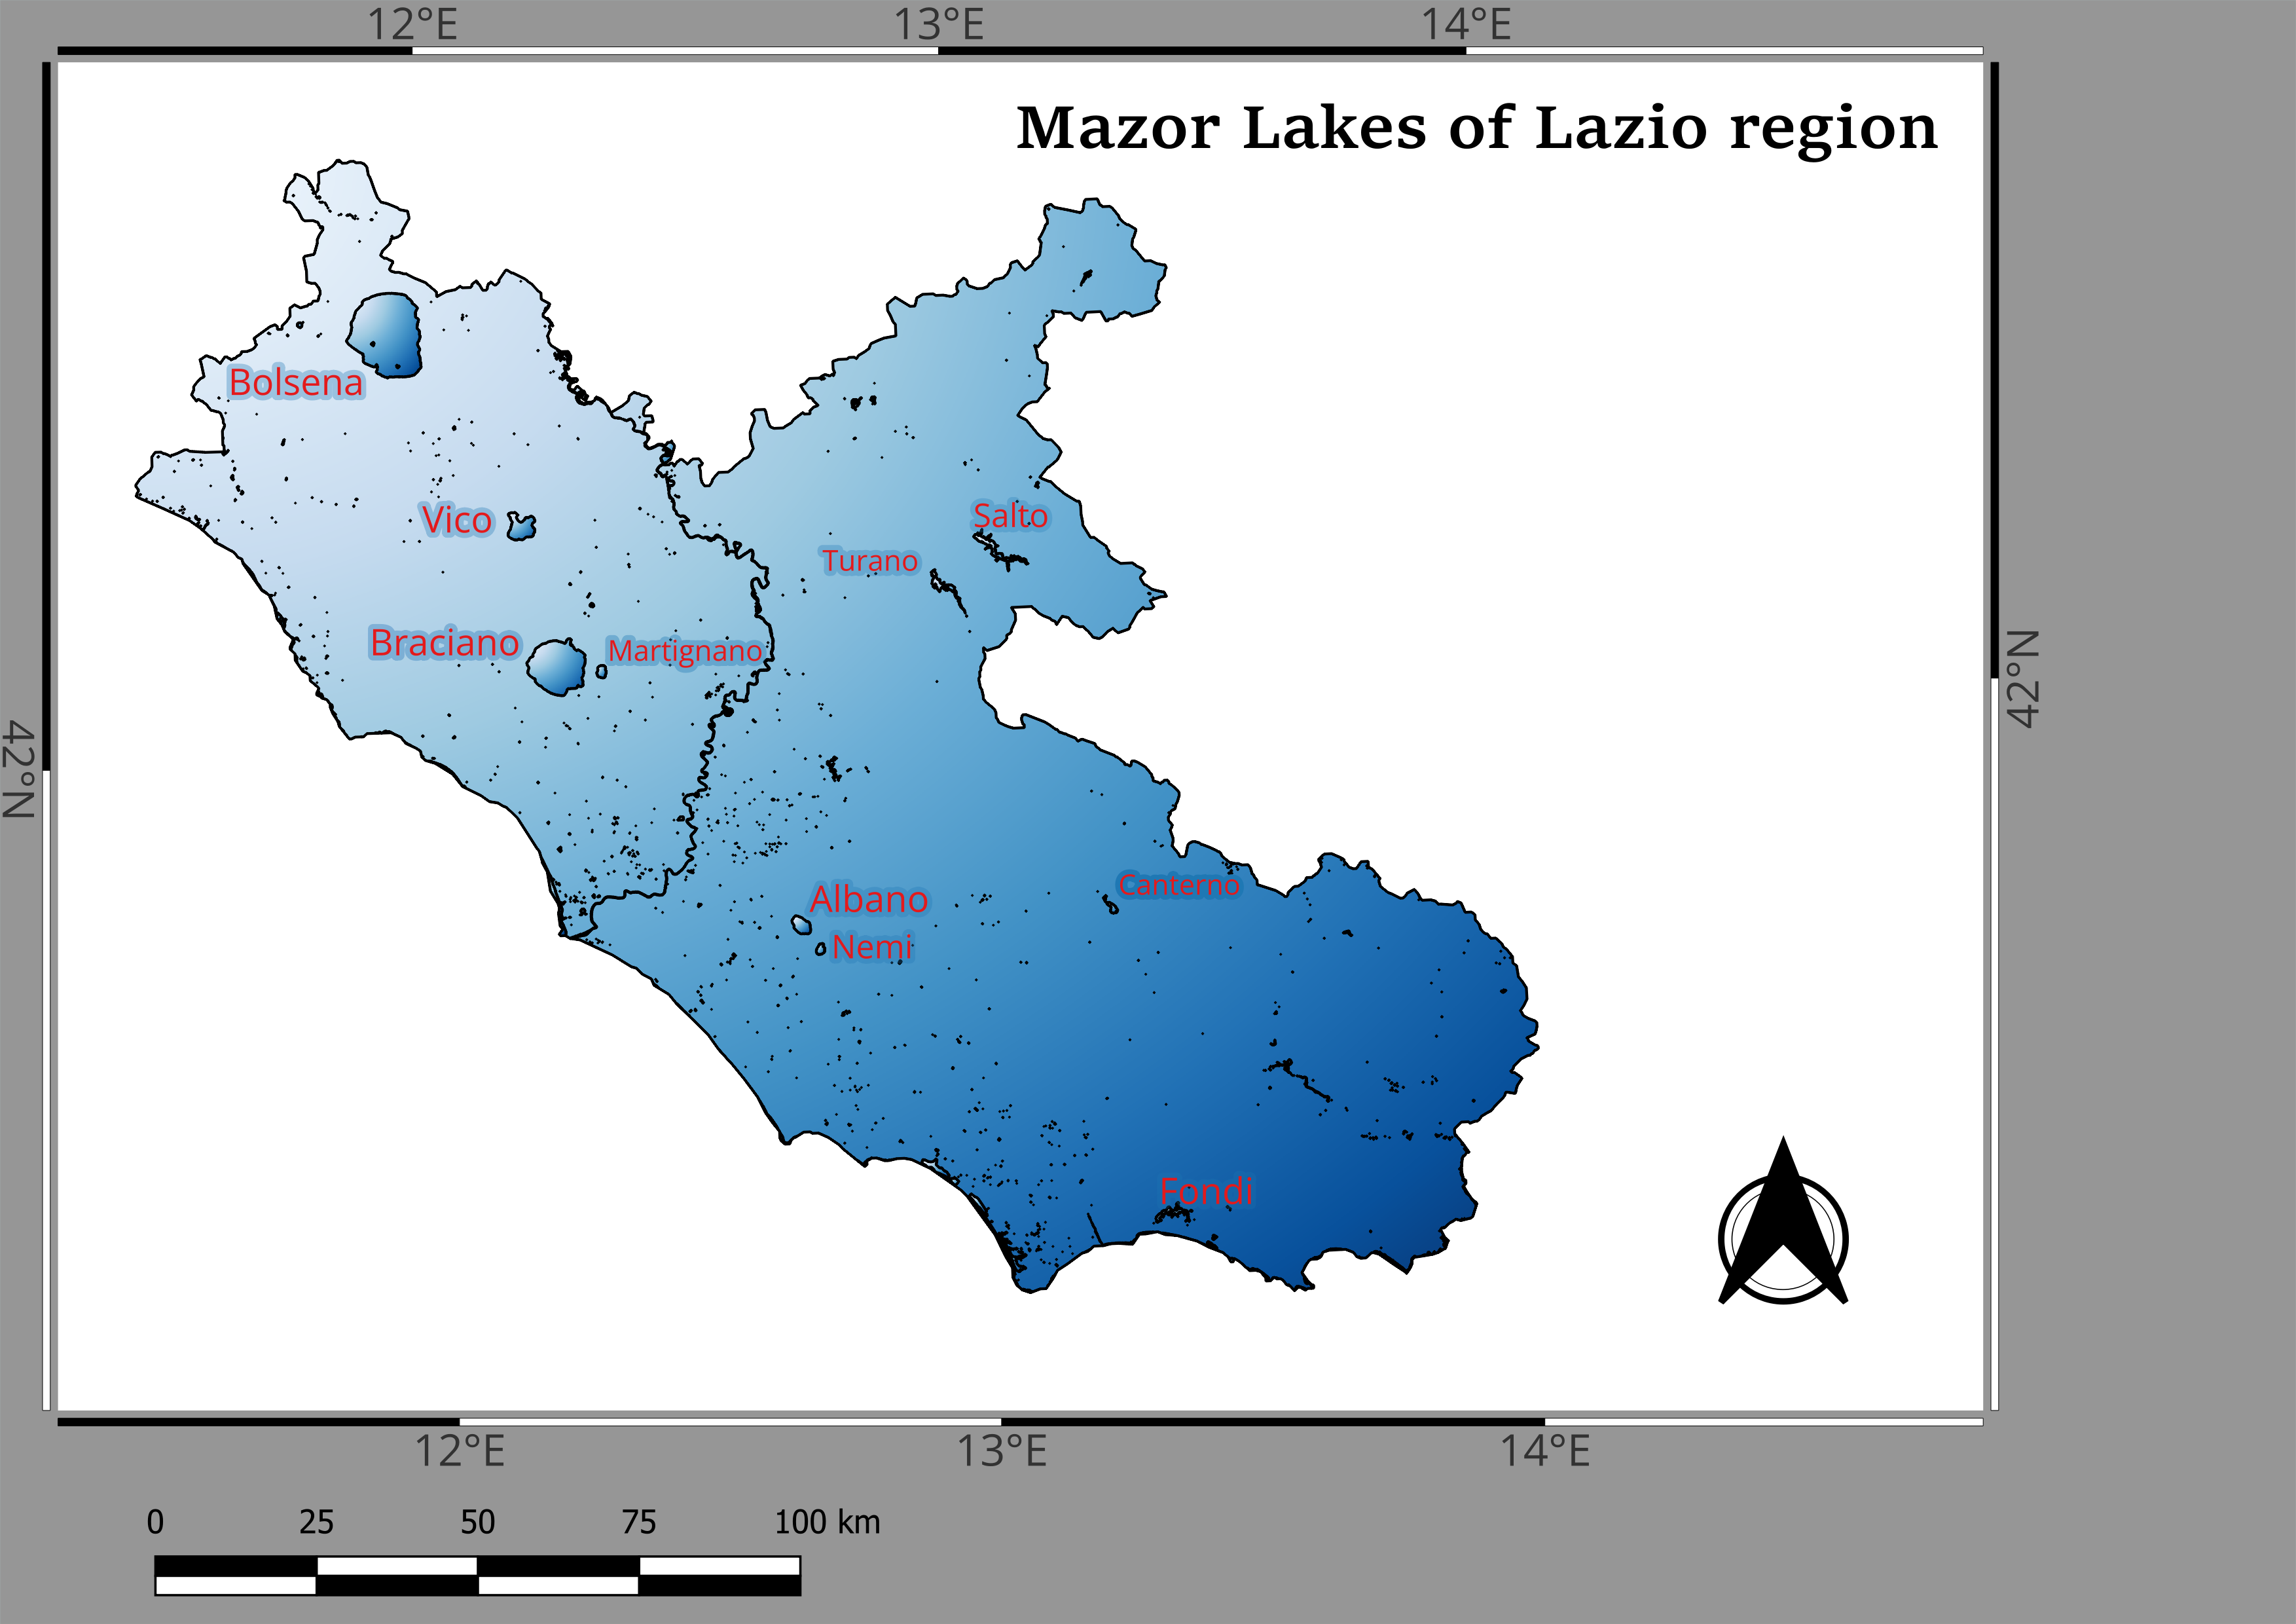 12°E 13°E 14°E
Mazor Lakes of Lazio region
Bolsena
Vico
Salto
Turano
Braciano
Martignano
42°N
42°N
Canterno
Albano
Nemi
Fondi
12°E 13°E 14°E
0 25 50 75 100 km